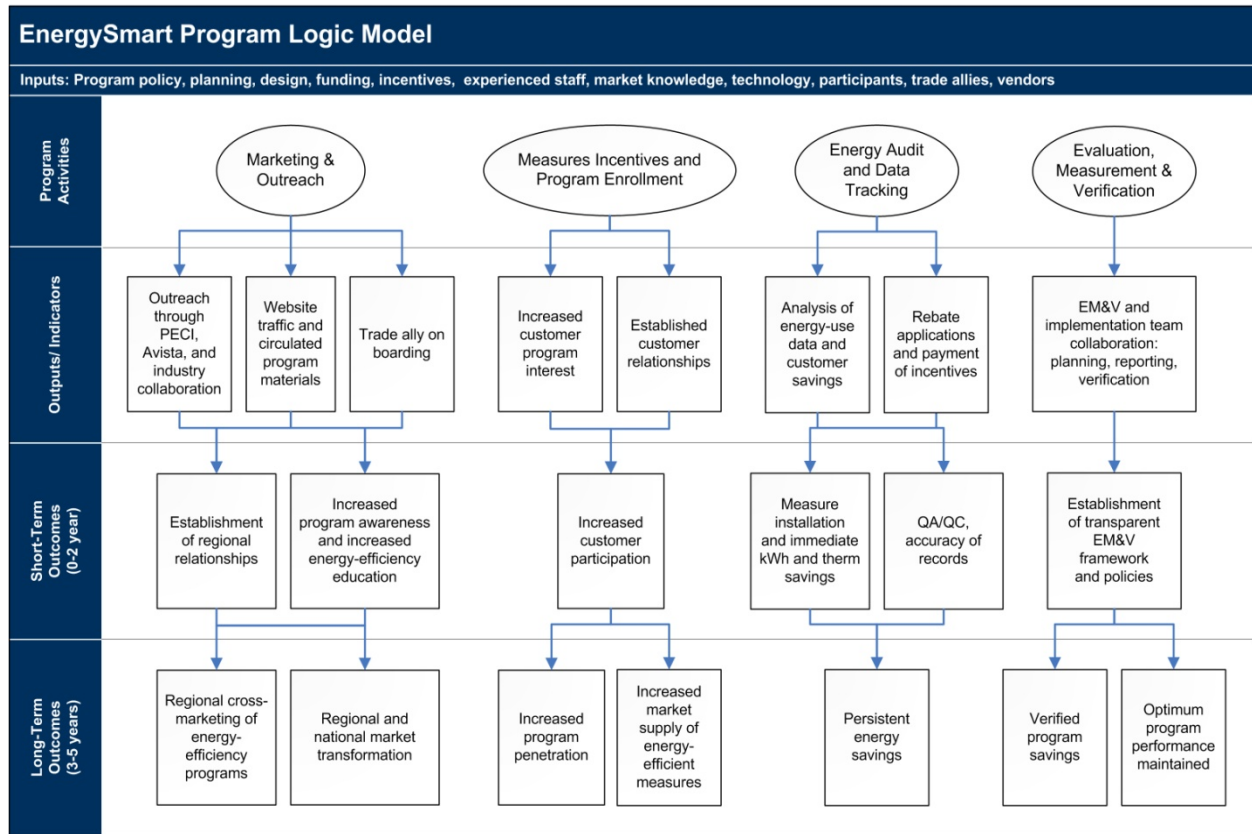 EnergySmart Program Logic Model
Inputs: Program policy, planning, design, funding, incentives, experienced staff, market knowledge, technology, participants, trade allies, vendors
Program
Activities
Marketing &
Outreach
Measures Incentives and
Program Enrollment
Energy Audit
and Data
Tracking
Evaluation,
Measurement &
Verification
Outputs/ Indicators
Outreach
through
PECI,
Avista, and
industry
collaboration
Website
traffic and
circulated
program
materials
Trade ally on
boarding
Increased
customer
program
interest
Established
customer
relationships
Analysis of
energy-use
data and
customer
savings
Rebate
applications
and payment
of incentives
EM&V and
implementation team
collaboration:
planning, reporting,
verification
Short-Term
Outcomes
(0-2 year)
Establishment
of regional
relationships
Increased
program awareness
and increased
energy-efficiency
education
Increased
customer
participation
Measure
installation
and immediate
kWh and therm
savings
QA/QC,
accuracy of
records
Establishment
of transparent
EM&V
framework
and policies
Long-Term
Outcomes
(3-5 years)
Regional cross-
marketing of
energy-
efficiency
programs
Regional and
national market
transformation
Increased
program
penetration
Increased
market
supply of
energy-
efficient
measures
Persistent
energy
savings
Verified
program
savings
Optimum
program
performance
maintained